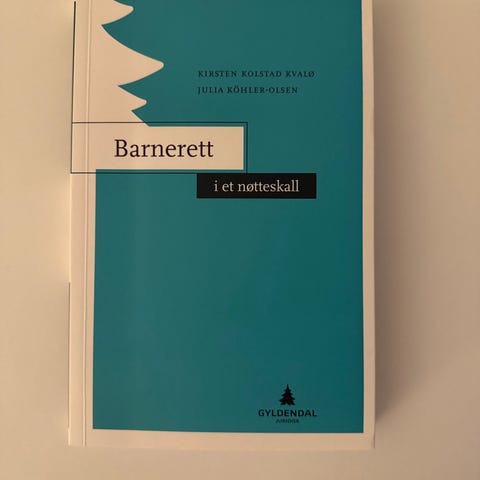 KIRSTEN KOLSTAD KVALØ
JULIA KÖHLER-OLSEN
Barnerett
i et nøtteskall
GYLDENDAL
JURIDISK